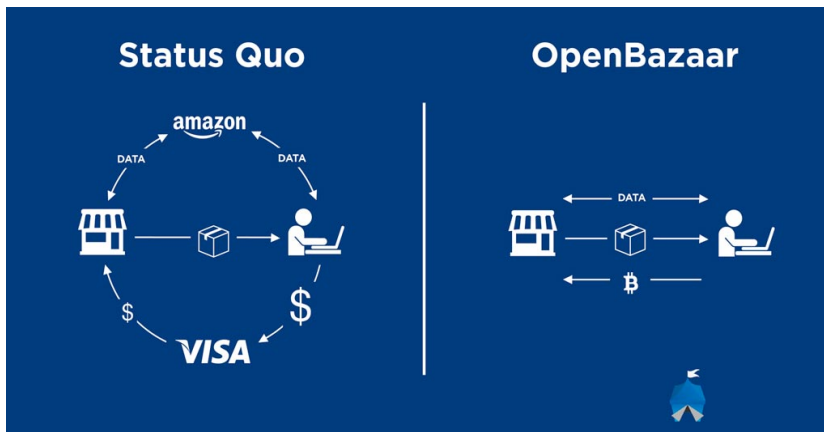 Status Quo
OpenBazaar
amazon
DATA
DATA
DATA
$
$
VISA
₿